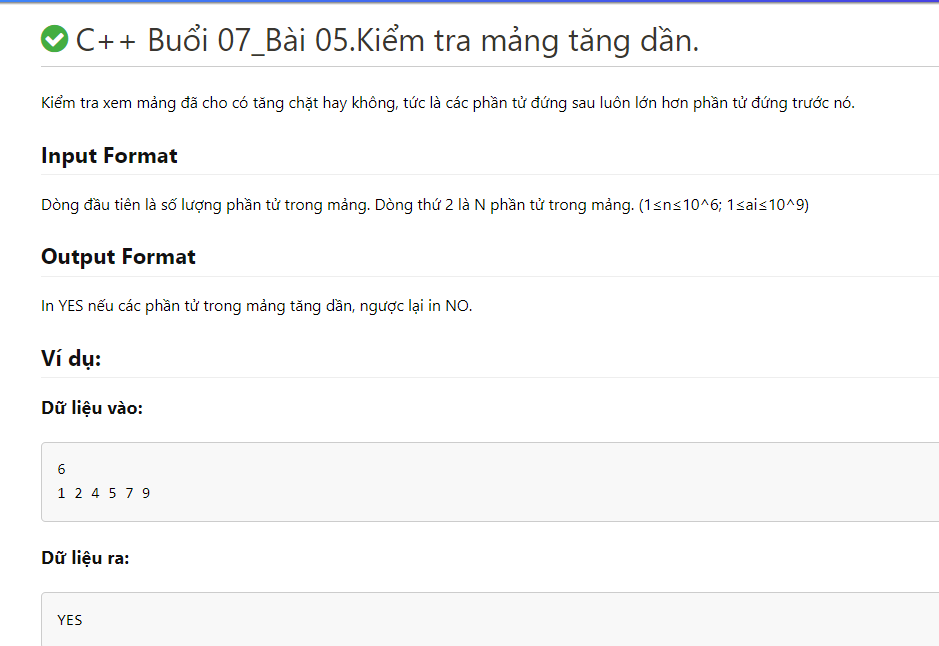 C++ Buổi 07_Bài 05.Kiểm tra mảng tăng dần.
Kiểm tra xem mảng đã cho có tăng chặt hay không, tức là các phần tử đứng sau luôn lớn hơn phần tử đứng trước nó.
Input Format
Dòng đầu tiên là số lượng phần tử trong mảng. Dòng thứ 2 là N phần tử trong mảng. (1≤n≤10^6; 1≤ai≤10^9)
Output Format
In YES nếu các phần tử trong mảng tăng dần, ngược lại in NO.
Ví dụ:
Dữ liệu vào:
6
1 2 4 5 7 9
Dữ liệu ra:
YES